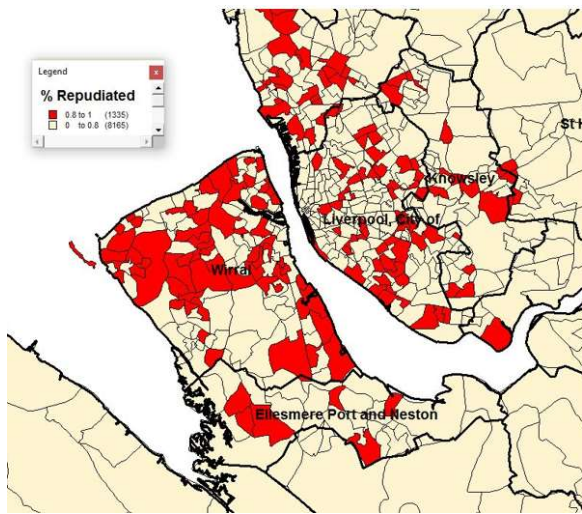 Legend
x
% Repudiated
0.8 to 1 (1335)
0 to 0.8 (8165)
St H
Knowsley
Liverpool, City of
Wirral
Ellesmere Port and Neston